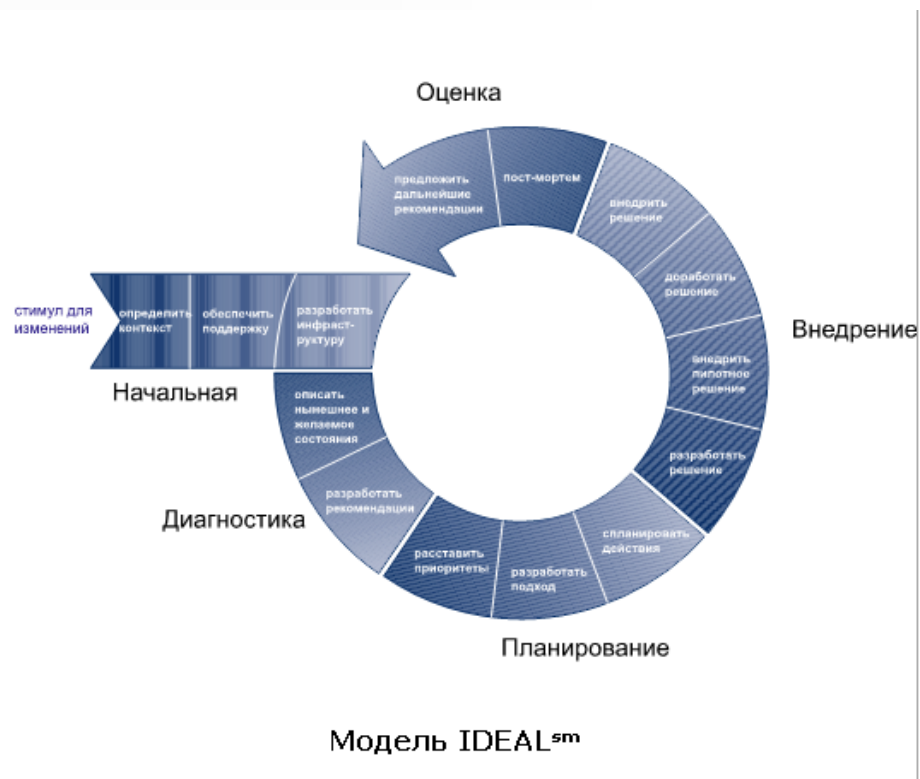 Оценка
предложить
дальнейшие
рекомендации
пост-мортем
внедрить
решение
доработать
решение
внедрить
пилотное
решение
разработать
решение
Внедрение
стимул для
изменений
определить
контекст
обеспечить
поддержку
разработать
инфраст-
руктуру
Начальная
описать
нынешнее и
желаемое
состояния
разработать
рекомендации
Диагностика
расставить
приоритеты
разработать
подход
спланировать
действия
Планирование
Модель IDEALsm